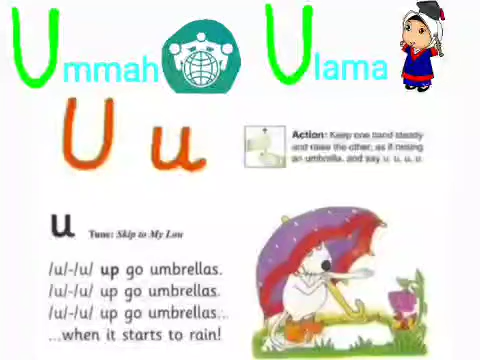 Ummah
Ulama
U u
Action: Keep one hand steady
and raise the other, as if raising
an umbrella, and say u, u, u, u.
u
Tune: Skip to My Lou
/u/-/u/ up go umbrellas.
/u/-/u/ up go umbrellas.
/u/-/u/ up go umbrellas...
...when it starts to rain!